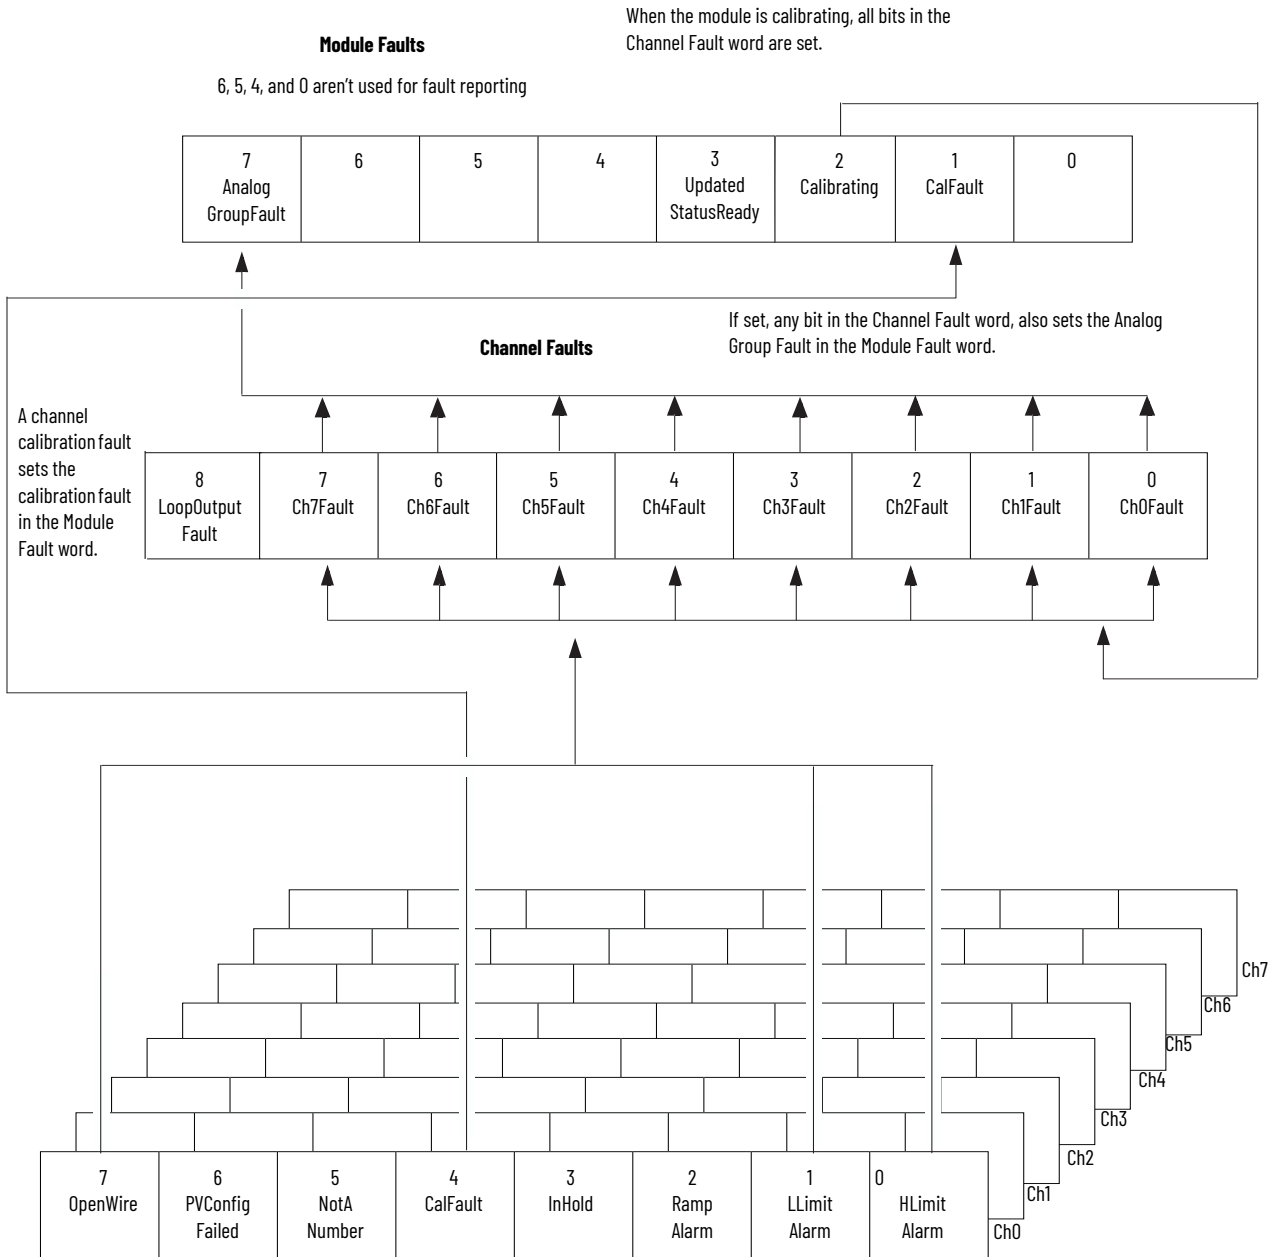 When the module is calibrating, all bits in the
Channel Fault word are set.
Module Faults
6, 5, 4, and 0 aren't used for fault reporting
7
Analog
GroupFault
6
5
4
3
Updated
StatusReady
2
Calibrating
1
CalFault
0
If set, any bit in the Channel Fault word, also sets the Analog
Group Fault in the Module Fault word.
Channel Faults
A channel
calibration fault
sets the
calibration fault
in the Module
Fault word.
8
LoopOutput
Fault
7
Ch7Fault
6
Ch6Fault
5
Ch5Fault
4
Ch4Fault
3
Ch3Fault
2
Ch2Fault
1
Ch1Fault
0
Ch0Fault
Ch7
Ch6
Ch5
Ch4
Ch3
Ch2
Ch1
Ch0
7
OpenWire
6
PVConfig
Failed
5
NotA
Number
4
CalFault
3
InHold
2
Ramp
Alarm
1
LLimit
Alarm
0
HLimit
Alarm